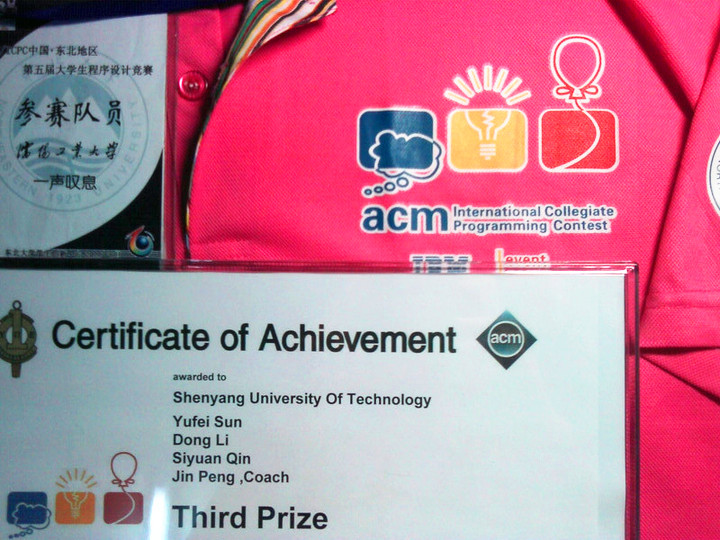 CPC中国·东北地区
第五届大学生程序设计竞赛
参赛队员
沈阳工业大学
一声叹息
1923 UNIVERSITY
acm International Collegiate
Programming Contest
IBM
event
Certificate of Achievement
acm
awarded to
Shenyang University Of Technology
Yufei Sun
Dong Li
Siyuan Qin
Jin Peng ,Coach
Third Prize